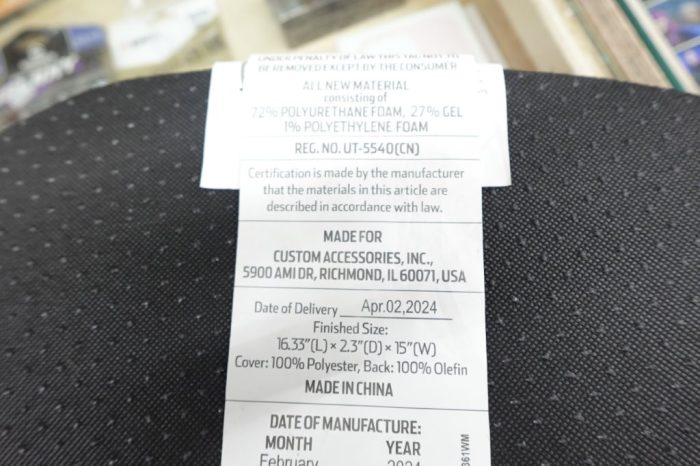 UNDER PENALTY OF LAW THIS TAG NOT TO
BE REMOVED EXCEPT BY THE CONSUMER
ALL NEW MATERIAL
consisting of
72% POLYURETHANE FOAM, 27% GEL
1% POLYETHYLENE FOAM
REG. NO. UT-5540(CN)
Certification is made by the manufacturer
that the materials in this article are
described in accordance with law.
MADE FOR
CUSTOM ACCESSORIES, INC.,
5900 AMI DR, RICHMOND, IL 60071, USA
Date of Delivery Apr.02,2024
Finished Size:
16.33"(L) × 2.3"(D) × 15"(W)
Cover: 100% Polyester, Back: 100% Olefin
MADE IN CHINA
DATE OF MANUFACTURE:
MONTH YEAR
February 2024
361WM